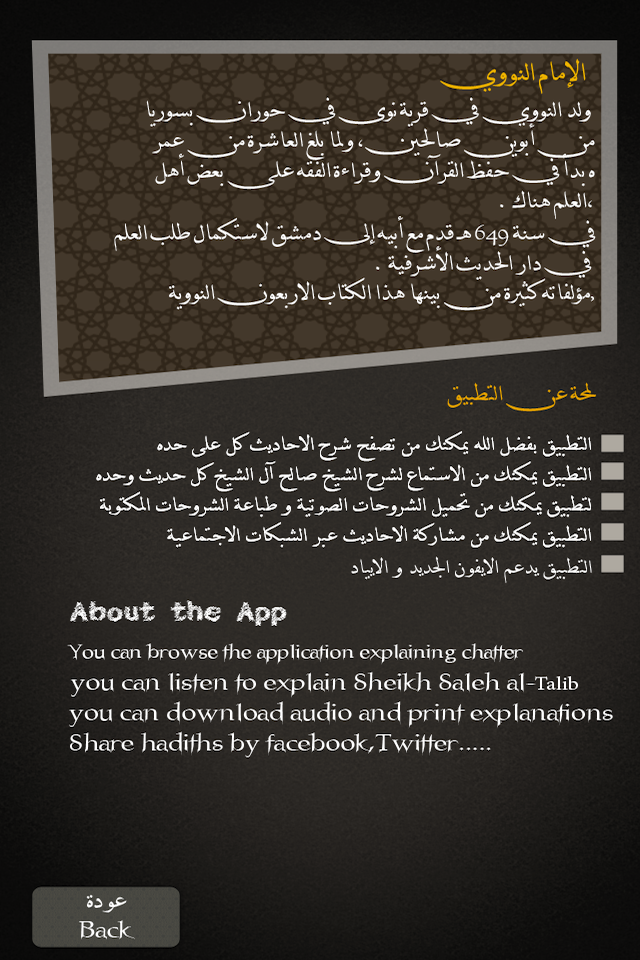 الإمام النووي
ولد النووي في قرية نوى في حوران بسوريا
من أبوين صالحين، ولما بلغ العاشرة من عمر
ه بدأ في حفظ القرآن وقراءة الفقه على بعض أهل
العلم هناك .،
في سنة 649 هـ قدم مع أبيه إلى دمشق لاستكمال طلب العلم
في دار الحديث الأشرفية .
,مؤلفاته كثيرة من بينها هذا الكتاب الاربعون النووية
لمحة عن التطبيق
التطبيق بفضل الله يمكنك من تصفح شرح الاحاديث كل على حده
التطبيق يمكنك من الاستماع لشرح الشيخ صالح آل الشيخ كل حديث وحده
لتطبيق يمكنك من تحميل الشروحات الصوتية و طباعة الشروحات المكتوبة
التطبيق يمكنك من مشاركة الاحاديث عبر الشبكات الاجتماعية
التطبيق يدعم الايفون الجديد و الايباد
About the App
You can browse the application explaining chatter
you can listen to explain Sheikh Saleh al-Talib
you can download audio and print explanations
Share hadiths by facebook,Twitter.....
عودة
Back